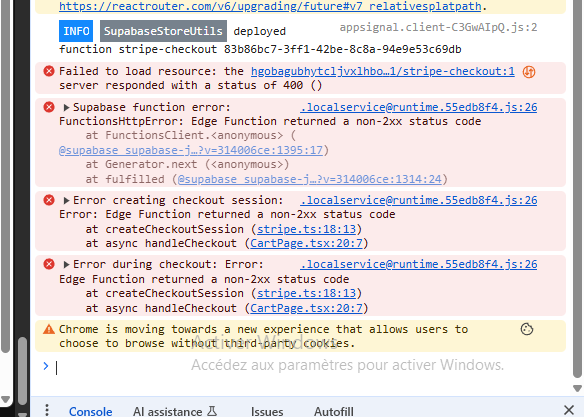 https://reactrouter.com/v6/upgrading/future#v7_relativesplatpath.
INFO SupabaseStoreUtils deployed appsignal.client-C3GwAIpQ.js:2
function stripe-checkout 83b86bc7-3ff1-42be-8c8a-94e9e53c69db
Failed to load resource: the hgobagubhytcljvxlhbo…1/stripe-checkout:1
server responded with a status of 400 ()
Supabase function error: .localservice@runtime.55edb8f4.js:26
FunctionsHttpError: Edge Function returned a non-2xx status code
at FunctionsClient.<anonymous> (
@supabase_supabase-j…?v=314006ce:1395:17)
at Generator.next (<anonymous>)
at fulfilled (@supabase_supabase-j…?v=314006ce:1314:24)
Error creating checkout session: .localservice@runtime.55edb8f4.js:26
Error: Edge Function returned a non-2xx status code
at createCheckoutSession (stripe.ts:18:13)
at async handleCheckout (CartPage.tsx:20:7)
Error during checkout: Error: .localservice@runtime.55edb8f4.js:26
Edge Function returned a non-2xx status code
at createCheckoutSession (stripe.ts:18:13)
at async handleCheckout (CartPage.tsx:20:7)
Chrome is moving towards a new experience that allows users to
choose to browse without third-party cookies.
Activer Windows
Accédez aux paramètres pour activer Windows.
Console AI assistance Issues Autofill